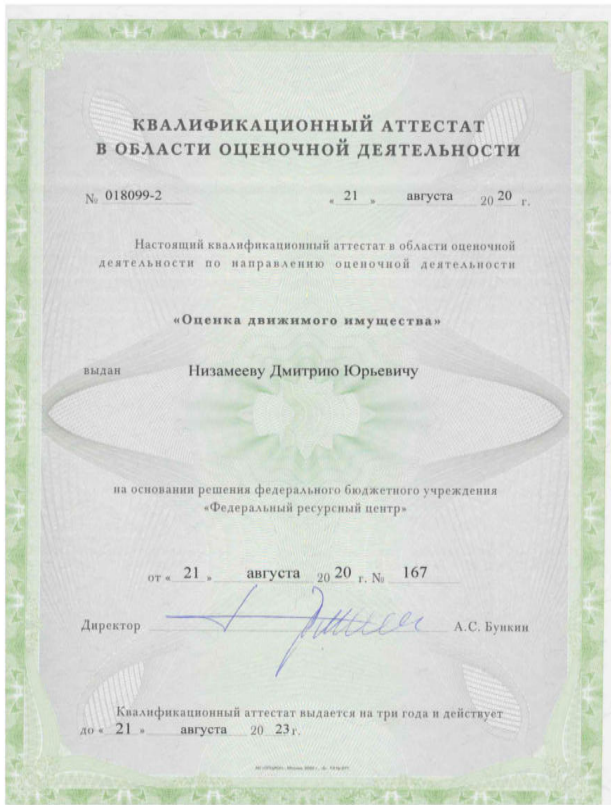 КВАЛИФИКАЦИОННЫЙ АТТЕСТАТ
В ОБЛАСТИ ОЦЕНОЧНОЙ ДЕЯТЕЛЬНОСТИ
№ 018099-2 « 21 » августа 20 20 г.
Настоящий квалификационный аттестат в области оценочной
деятельности по направлению оценочной деятельности
«Оценка движимого имущества»
выдан Низамееву Дмитрию Юрьевичу
на основании решения федерального бюджетного учреждения
«Федеральный ресурсный центр»
от « 21 » августа 20 20 г. № 167
Директор А.С. Бункин
Квалификационный аттестат выдается на три года и действует
до « 21 » августа 20 23 г.